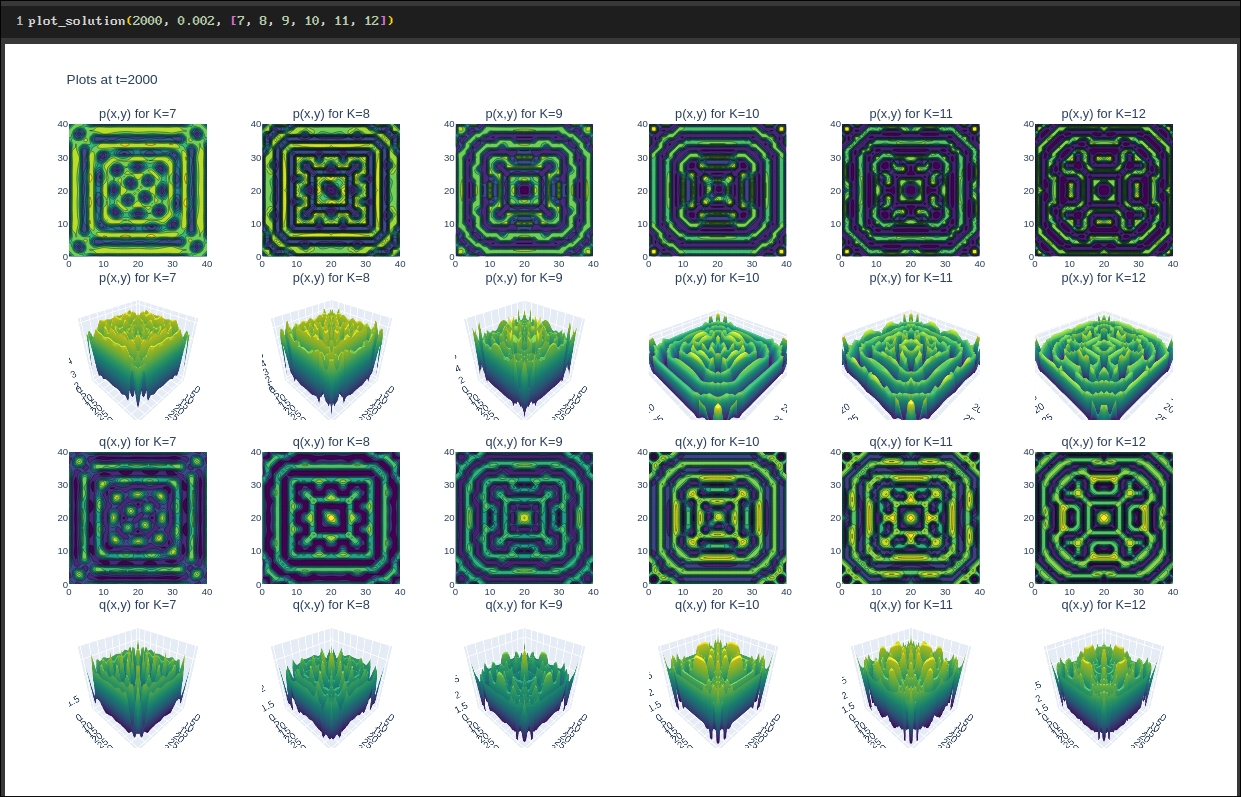 1 plot_solution(2000, 0.002, [7, 8, 9, 10, 11, 12])
Plots at t=2000
p(x,y) for K=7 p(x,y) for K=8 p(x,y) for K=9 p(x,y) for K=10 p(x,y) for K=11 p(x,y) for K=12
40 40 40 40 40 40
30 30 30 30 30 30
20 20 20 20 20 20
10 10 10 10 10 10
0 0 0 0 0 0
0 10 20 30 40 0 10 20 30 40 0 10 20 30 40 0 10 20 30 40 0 10 20 30 40 0 10 20 30 40
p(x,y) for K=7 p(x,y) for K=8 p(x,y) for K=9 p(x,y) for K=10 p(x,y) for K=11 p(x,y) for K=12
q(x,y) for K=7 q(x,y) for K=8 q(x,y) for K=9 q(x,y) for K=10 q(x,y) for K=11 q(x,y) for K=12
40 40 40 40 40 40
30 30 30 30 30 30
20 20 20 20 20 20
10 10 10 10 10 10
0 0 0 0 0 0
0 10 20 30 40 0 10 20 30 40 0 10 20 30 40 0 10 20 30 40 0 10 20 30 40 0 10 20 30 40
q(x,y) for K=7 q(x,y) for K=8 q(x,y) for K=9 q(x,y) for K=10 q(x,y) for K=11 q(x,y) for K=12
2 2 2 2
1.5 1.5 1.5 1.5 1.5 1.5